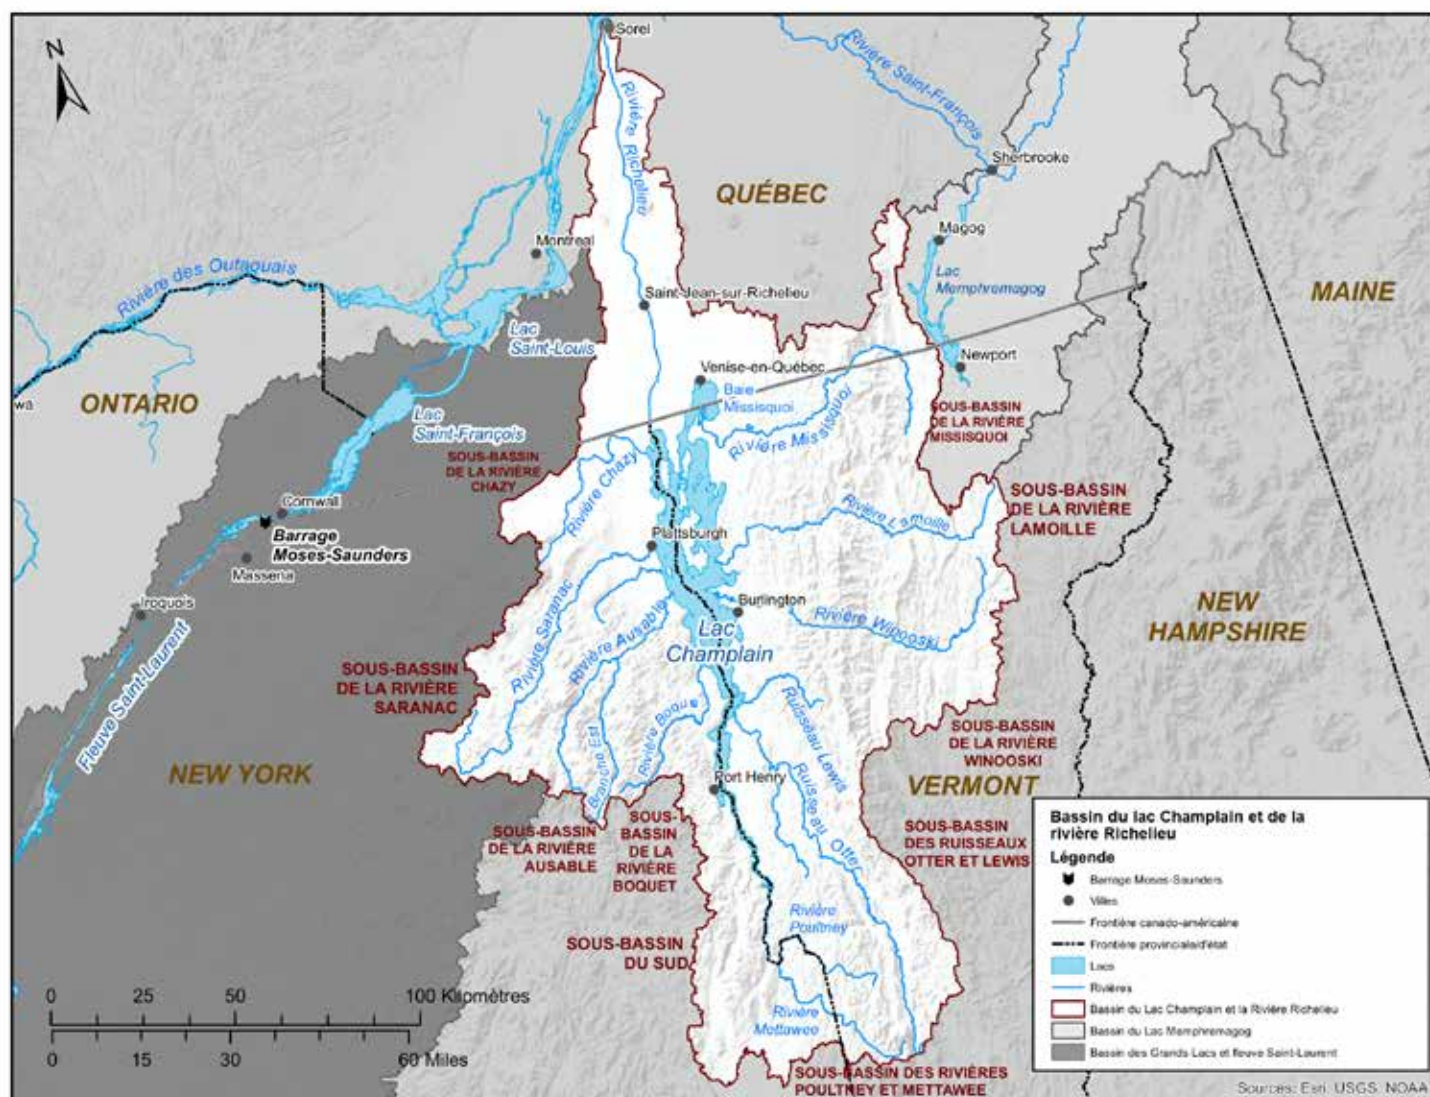 N
Sorel
Rivière Saint-François
Rivière Richelieu
Sherbrooke
QUÉBEC
Montreal
Magog
Lac
Memphremagog
Rivière des Outaouais
MAINE
Saint-Jean-sur-Richelieu
Lac
Saint-Louis
Newport
Venise-en-Québec
Baie
Missisquoi
ONTARIO
wa
Lac
Saint-François
SOUS-BASSIN
DE LA RIVIÈRE
MISSISQUOI
Rivière Missisquoi
SOUS-BASSIN
DE LA RIVIÈRE
CHAZY
Rivière Chazy
SOUS-BASSIN
DE LA RIVIÈRE
LAMOILLE
Cornwall
Barrage
Moses-Saunders
Massena
Rivière Lamoille
Plattsburgh
Iroquois
Burlington
Rivière Winooski
NEW
HAMPSHIRE
Lac
Champlain
Rivière Saranac
Rivière Ausable
Fleuve Saint-Laurent
SOUS-BASSIN
DE LA RIVIÈRE
SARANAC
Rivière Boque
Branche Est
Ruisseau Lewis
SOUS-BASSIN
DE LA RIVIÈRE
WINOOSKI
NEW YORK
Port Henry
VERMONT
Ruisseau Otter
SOUS-BASSIN
DE LA RIVIÈRE
AUSABLE
SOUS-
BASSIN
DE LA
RIVIÈRE
BOQUET
SOUS-BASSIN
DES RUISSEAUX
OTTER ET LEWIS
Rivière
Poultney
SOUS-BASSIN
DU SUD
Rivière
Mettawee
SOUS-BASSIN DES RIVIÈRES
POULTNEY ET METTAWEE
0 25 50 100 Kilomètres
0 15 30 60 Miles
Bassin du lac Champlain et de la
rivière Richelieu
Légende
Barrage Moses-Saunders
Villes
Frontière canado-américaine
Frontière provinciale/d'état
Lacs
Rivières
Bassin du Lac Champlain et la Rivière Richelieu
Bassin du Lac Memphremagog
Bassin des Grands Lacs et fleuve Saint-Laurent
Sources: Esri, USGS, NOAA